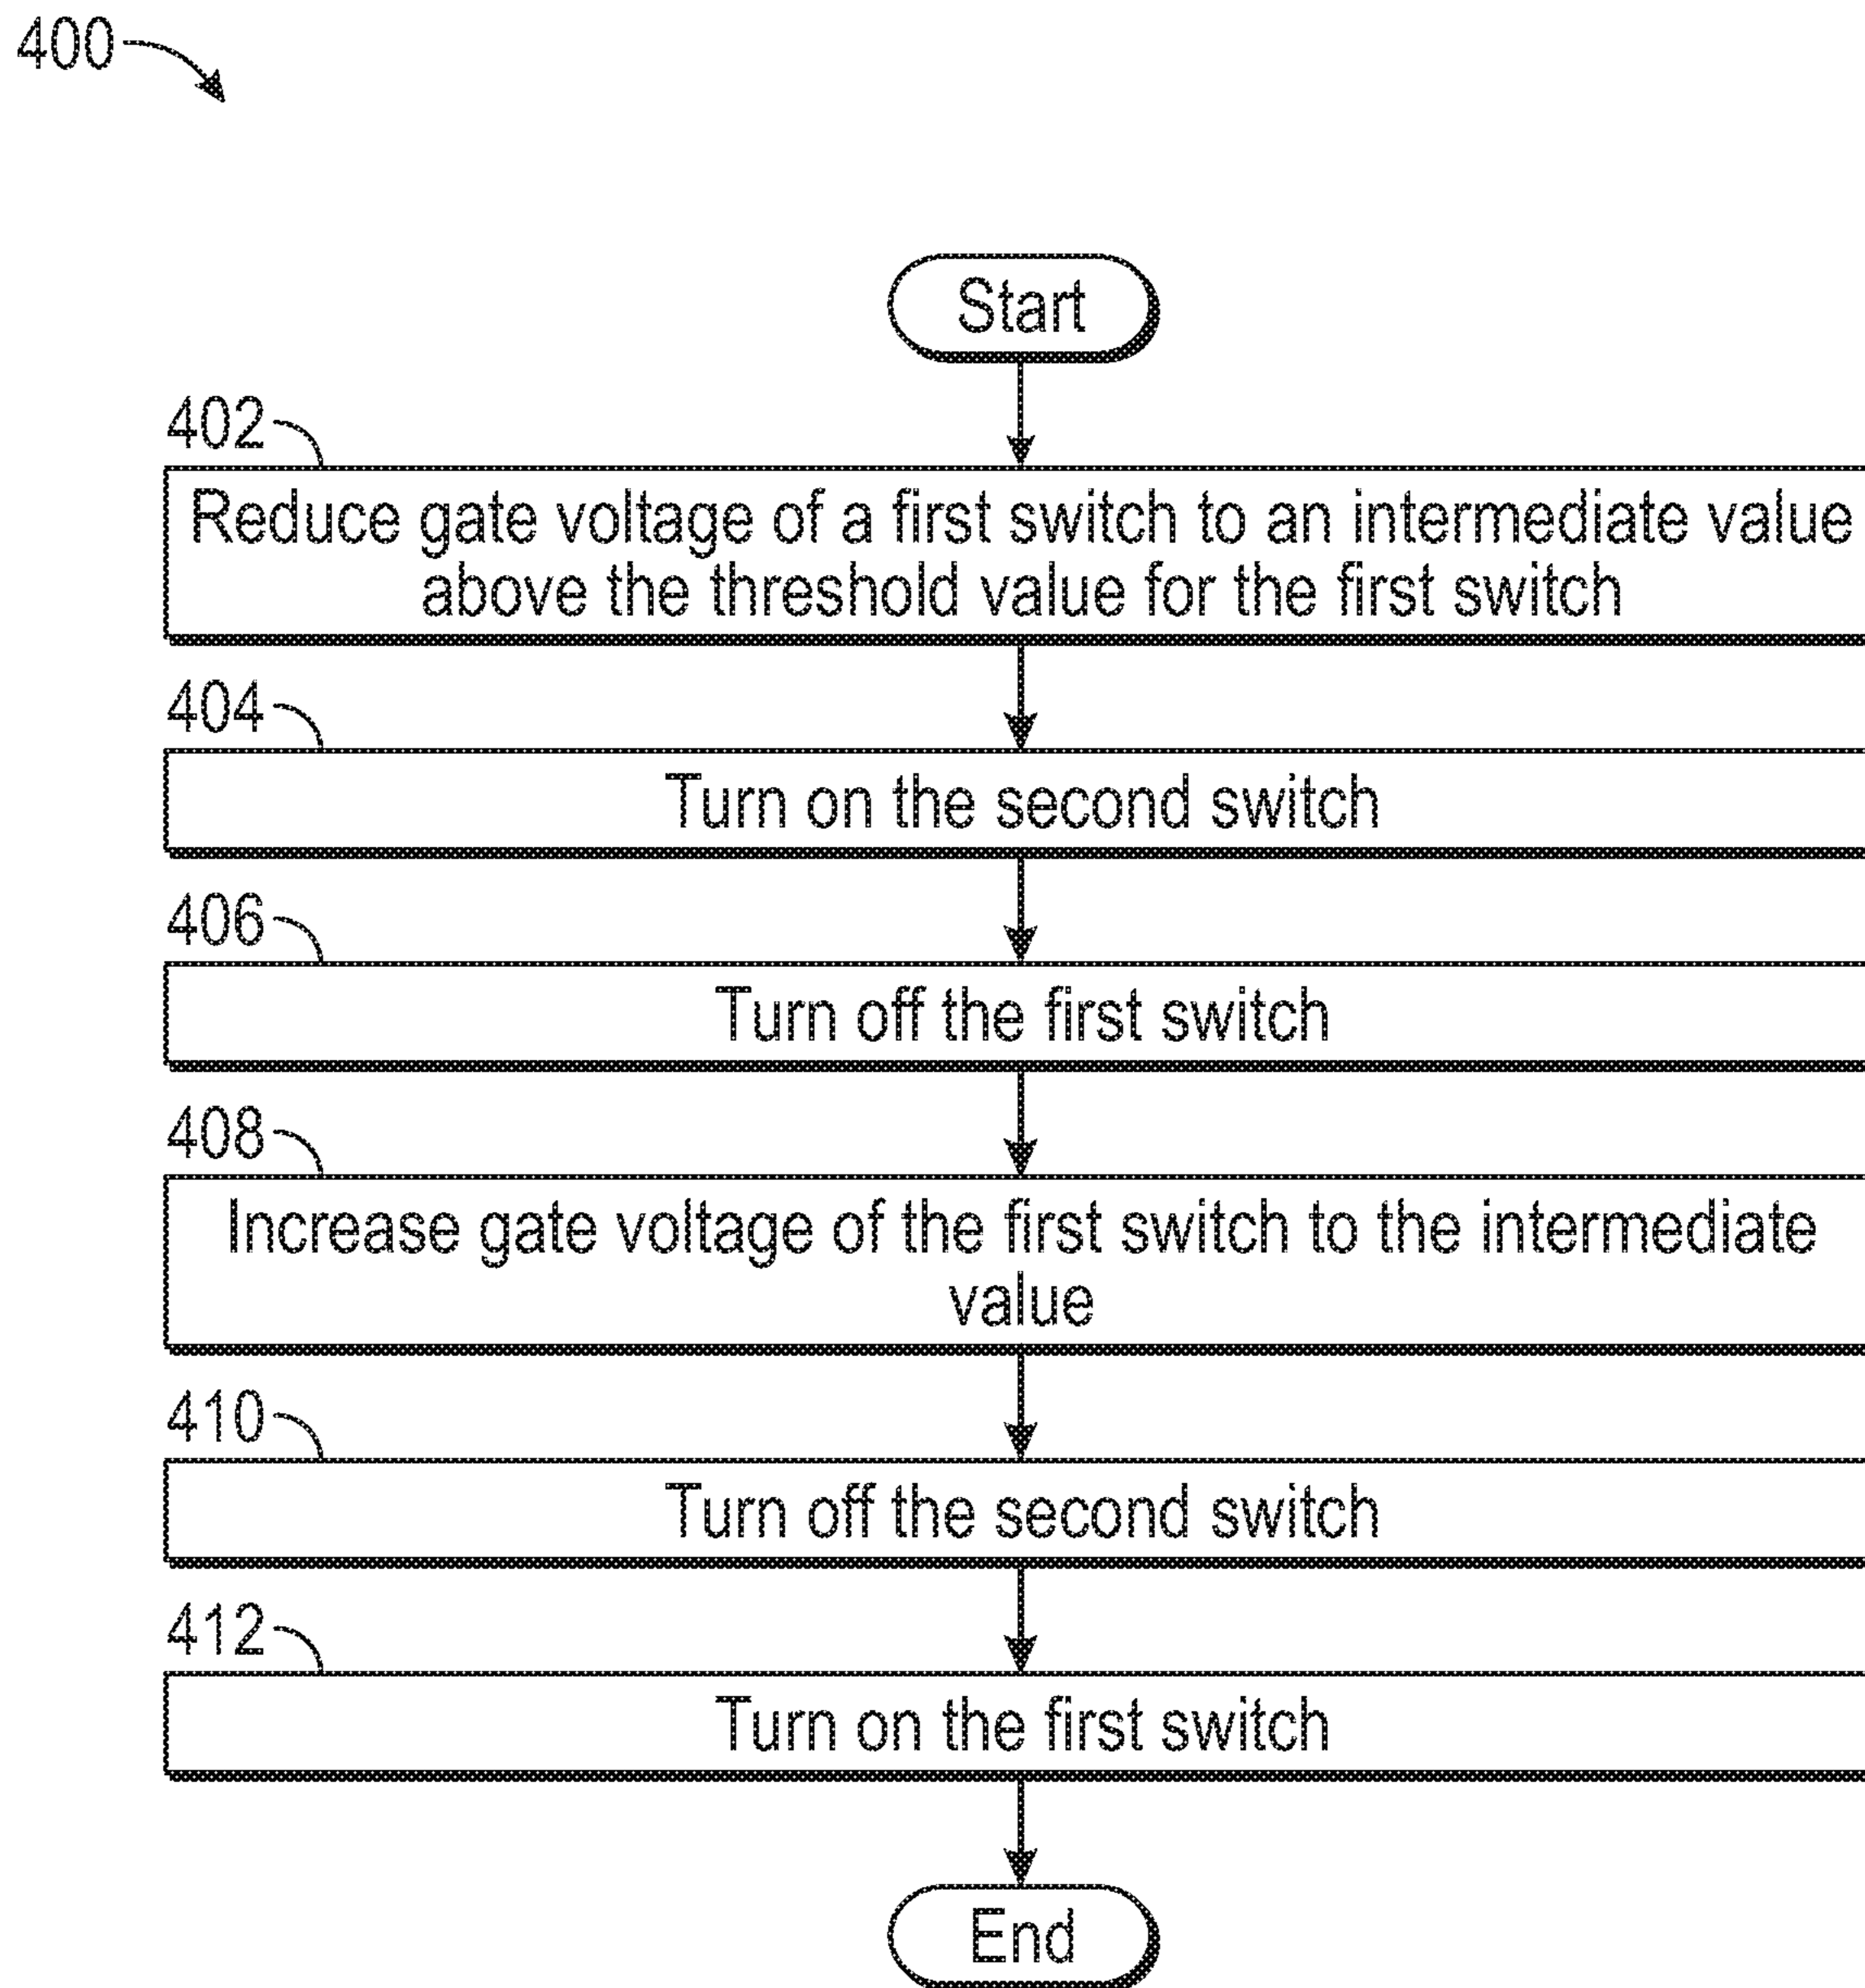 400
Start
402
Reduce gate voltage of a first switch to an intermediate value
above the threshold value for the first switch
404
Turn on the second switch
406
Turn off the first switch
408
Increase gate voltage of the first switch to the intermediate
value
410
Turn off the second switch
412
Turn on the first switch
End